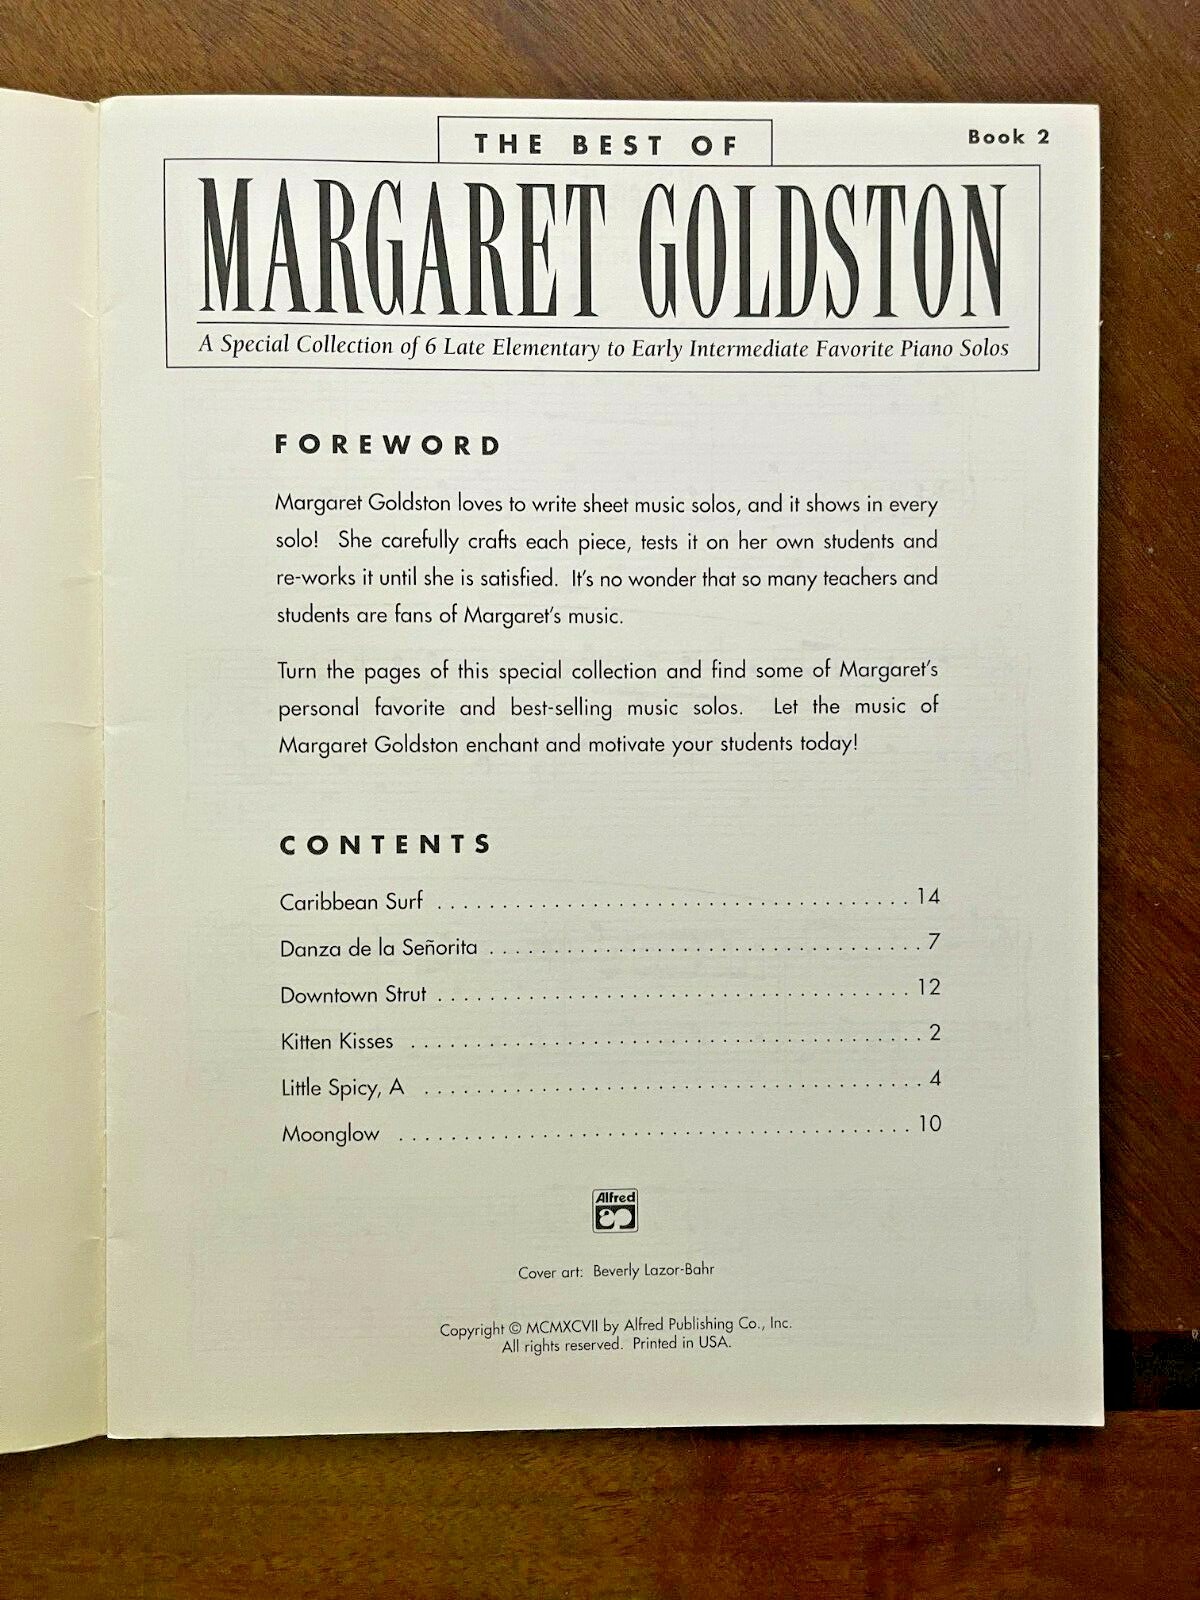 THE BEST OF
Book 2
MARGARET GOLDSTON
A Special Collection of 6 Late Elementary to Early Intermediate Favorite Piano Solos
FOREWORD
Margaret Goldston loves to write sheet music solos, and it shows in every
solo! She carefully crafts each piece, tests it on her own students and
re-works it until she is satisfied. It's no wonder that so many teachers and
students are fans of Margaret's music.
Turn the pages of this special collection and find some of Margaret's
personal favorite and best-selling music solos. Let the music of
Margaret Goldston enchant and motivate your students today!
CONTENTS
Caribbean Surf . . . . . . . . . . . . . . . . . . . . . . . . . . . . . . . . . . . . . 14
Danza de la Señorita . . . . . . . . . . . . . . . . . . . . . . . . . . . . . . . . . . 7
Downtown Strut . . . . . . . . . . . . . . . . . . . . . . . . . . . . . . . . . . . . . 12
Kitten Kisses . . . . . . . . . . . . . . . . . . . . . . . . . . . . . . . . . . . . . . . . 2
Little Spicy, A . . . . . . . . . . . . . . . . . . . . . . . . . . . . . . . . . . . . . . . 4
Moonglow . . . . . . . . . . . . . . . . . . . . . . . . . . . . . . . . . . . . . . . . 10
Alfred
Cover art: Beverly Lazor-Bahr
Copyright © MCMXCVII by Alfred Publishing Co., Inc.
All rights reserved. Printed in USA.